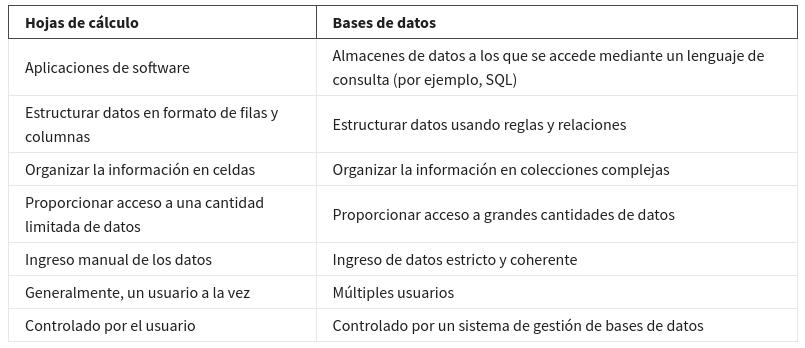 Hojas de cálculo
Bases de datos
Aplicaciones de software
Almacenes de datos a los que se accede mediante un lenguaje de
consulta (por ejemplo, SQL)
Estructurar datos en formato de filas y
columnas
Estructurar datos usando reglas y relaciones
Organizar la información en celdas
Organizar la información en colecciones complejas
Proporcionar acceso a una cantidad
limitada de datos
Proporcionar acceso a grandes cantidades de datos
Ingreso manual de los datos
Ingreso de datos estricto y coherente
Generalmente, un usuario a la vez
Múltiples usuarios
Controlado por el usuario
Controlado por un sistema de gestión de bases de datos